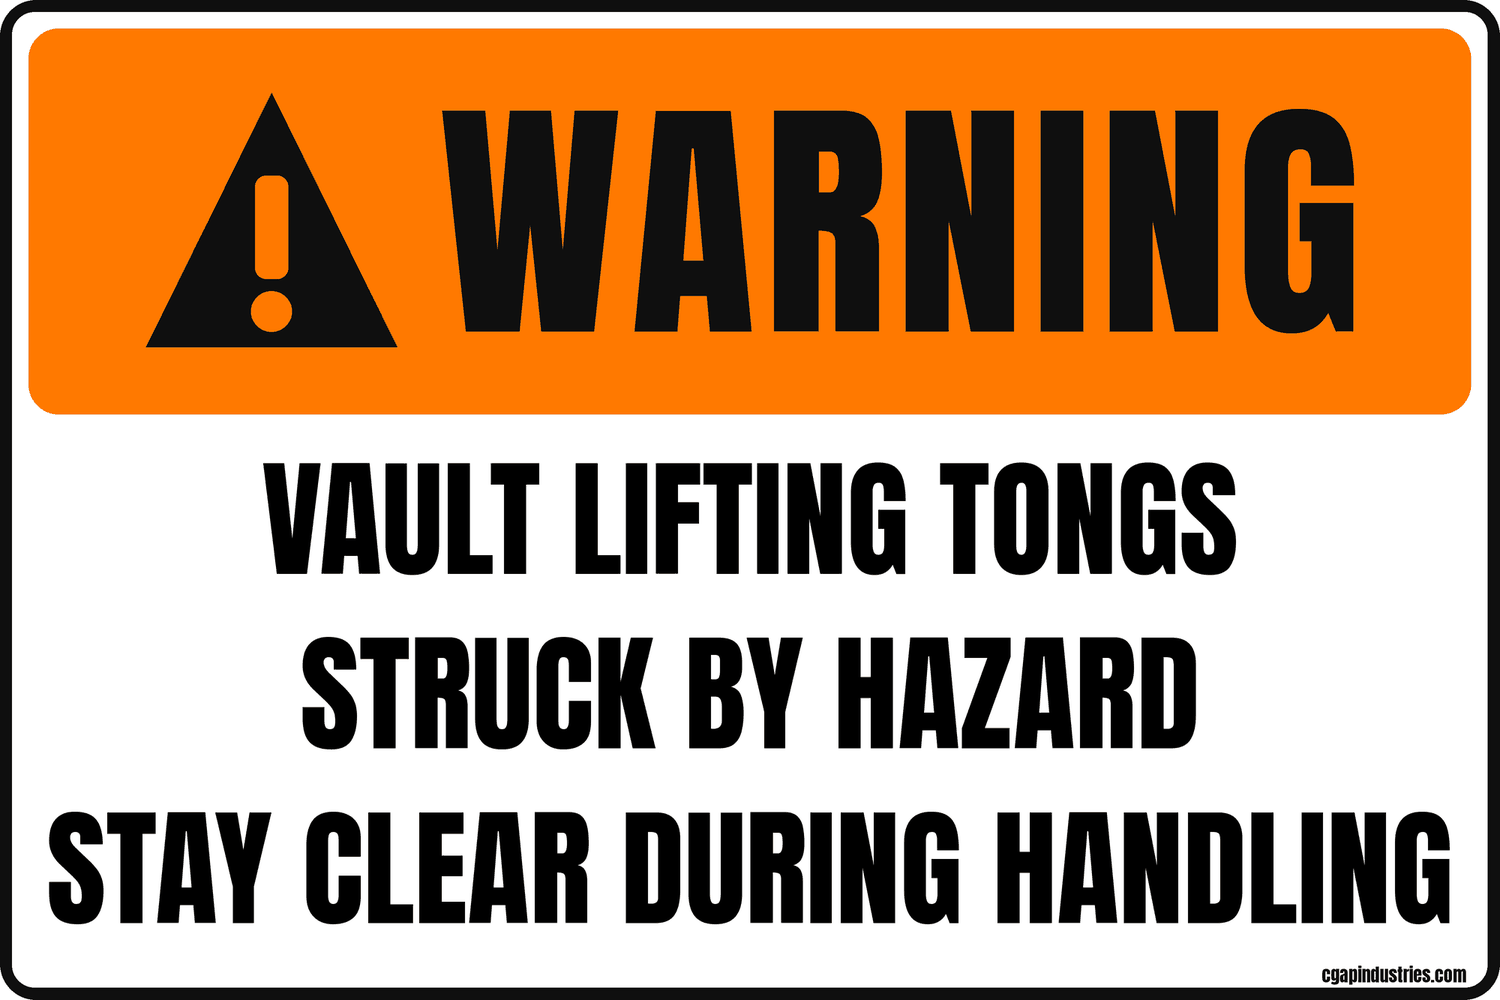 WARNING
VAULT LIFTING TONGS
STRUCK BY HAZARD
STAY CLEAR DURING HANDLING
cgapindustries.com